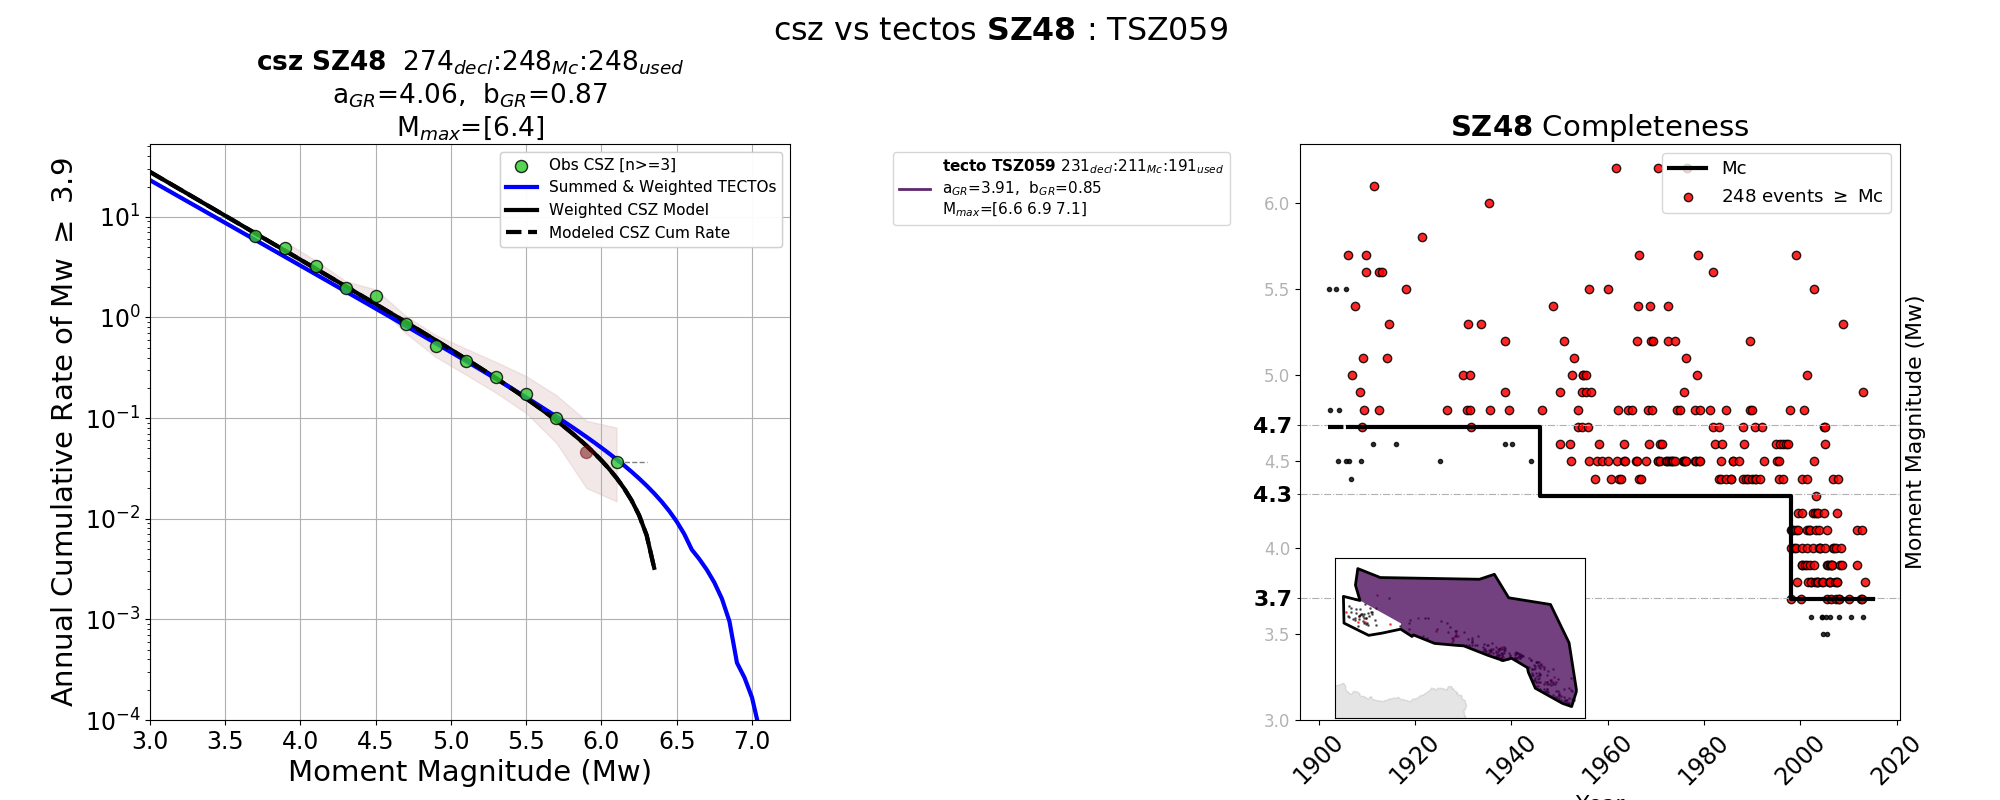 csz vs tectos SZ48 : TSZ059
csz SZ48 274decl:248Mc:248used
aGR=4.06, bGR=0.87
Mmax=[6.4]
Annual Cumulative Rate of Mw ≥ 3.9
10^1
10^0
10^-1
10^-2
10^-3
10^-4
Obs CSZ [n>=3]
Summed & Weighted TECTOs
Weighted CSZ Model
Modeled CSZ Cum Rate
3.0 3.5 4.0 4.5 5.0 5.5 6.0 6.5 7.0
Moment Magnitude (Mw)
tecto TSZ059 231decl:211Mc:191used
aGR=3.91, bGR=0.85
Mmax=[6.6 6.9 7.1]
SZ48 Completeness
Mc
248 events ≥ Mc
6.0
5.5
5.0
4.7
4.5
4.3
4.0
3.7
3.5
3.0
Moment Magnitude (Mw)
1900 1920 1940 1960 1980 2000 2020